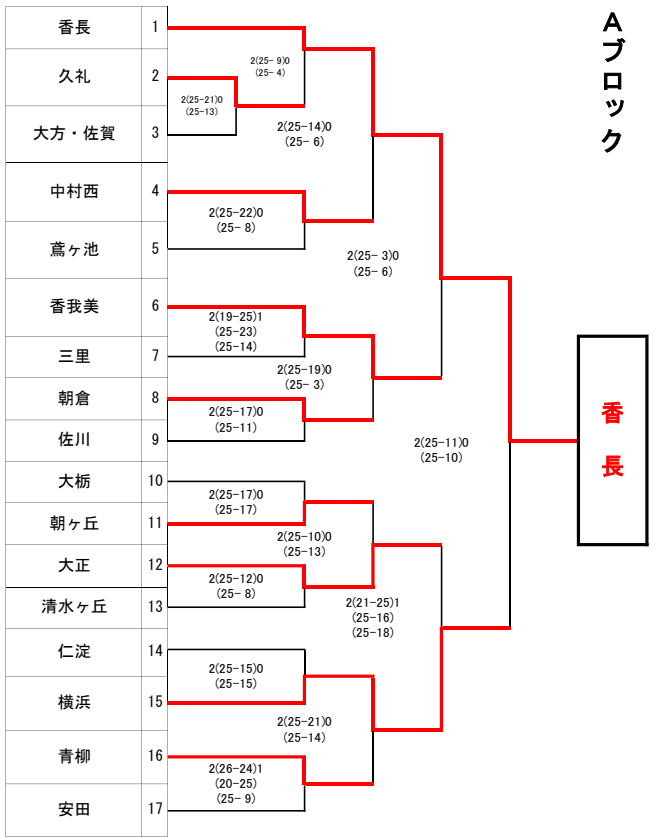 Aブロック
香長 1
久礼 2
大方・佐賀 3
中村西 4
鳶ヶ池 5
香我美 6
三里 7
朝倉 8
佐川 9
大栃 10
朝ヶ丘 11
大正 12
清水ヶ丘 13
仁淀 14
横浜 15
青柳 16
安田 17
2(25-9)0
(25-4)
2(25-21)0
(25-13)
2(25-14)0
(25-6)
2(25-22)0
(25-8)
2(25-3)0
(25-6)
2(19-25)1
(25-23)
(25-14)
2(25-19)0
(25-3)
2(25-17)0
(25-11)
2(25-11)0
(25-10)
2(25-17)0
(25-17)
2(25-10)0
(25-13)
2(25-12)0
(25-8)
2(21-25)1
(25-16)
(25-18)
2(25-15)0
(25-15)
2(25-21)0
(25-14)
2(26-24)1
(20-25)
(25-9)
香長